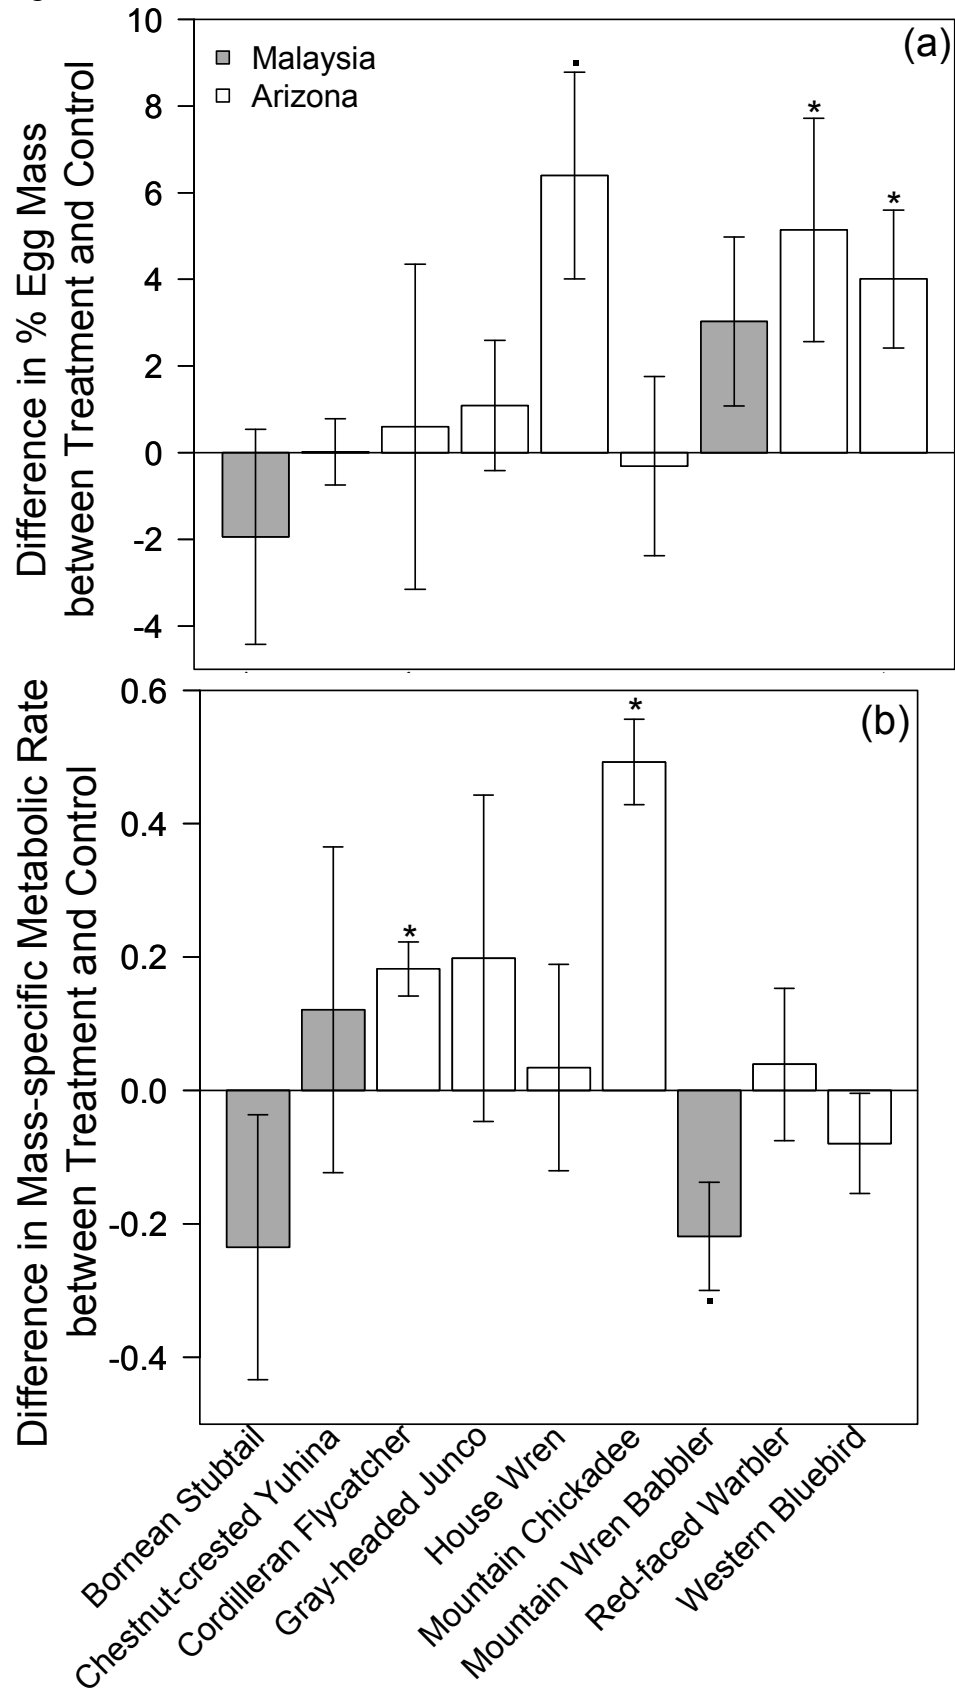 10
(a)
Malaysia
Arizona
8
*
6
*
4
2
0
-2
-4
Difference in % Egg Mass
between Treatment and Control
0.6
(b)
*
0.4
0.2
*
0.0
-0.2
-0.4
Difference in Mass-specific Metabolic Rate
between Treatment and Control
Bornean Stubtail
Chestnut-crested Yuhina
Cordilleran Flycatcher
Gray-headed Junco
House Wren
Mountain Chickadee
Mountain Wren Babbler
Red-faced Warbler
Western Bluebird